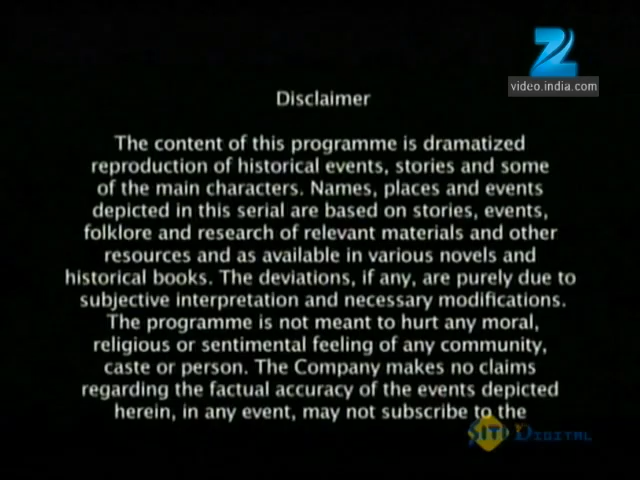 Z
video.india.com
Disclaimer
The content of this programme is dramatized
reproduction of historical events, stories and some
of the main characters. Names, places and events
depicted in this serial are based on stories, events,
folklore and research of relevant materials and other
resources and as available in various novels and
historical books. The deviations, if any, are purely due to
subjective interpretation and necessary modifications.
The programme is not meant to hurt any moral,
religious or sentimental feeling of any community,
caste or person. The Company makes no claims
regarding the factual accuracy of the events depicted
herein, in any event, may not subscribe to the
SITI DIGITAL